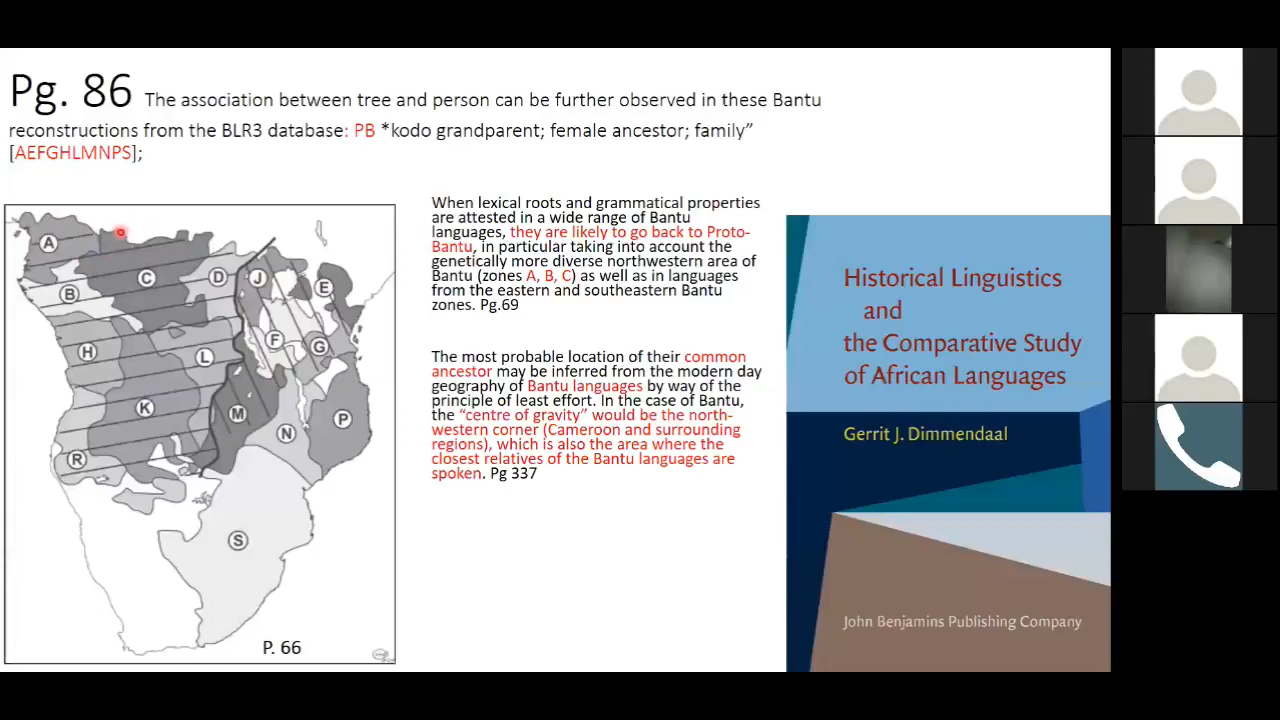 Pg. 86 The association between tree and person can be further observed in these Bantu
reconstructions from the BLR3 database: PB *kodo grandparent; female ancestor; family”
[AEFGHLMNPS];
A
B
C
D
J
E
F
G
H
L
K
M
N
P
R
S
P. 66
When lexical roots and grammatical properties
are attested in a wide range of Bantu
languages, they are likely to go back to Proto-
Bantu, in particular taking into account the
genetically more diverse northwestern area of
Bantu (zones A, B, C) as well as in languages
from the eastern and southeastern Bantu
zones. Pg.69
The most probable location of their common
ancestor may be inferred from the modern day
geography of Bantu languages by way of the
principle of least effort. In the case of Bantu,
the “centre of gravity” would be the north-
western corner (Cameroon and surrounding
regions), which is also the area where the
closest relatives of the Bantu languages are
spoken. Pg 337
Historical Linguistics
and
the Comparative Study
of African Languages
Gerrit J. Dimmendaal
John Benjamins Publishing Company